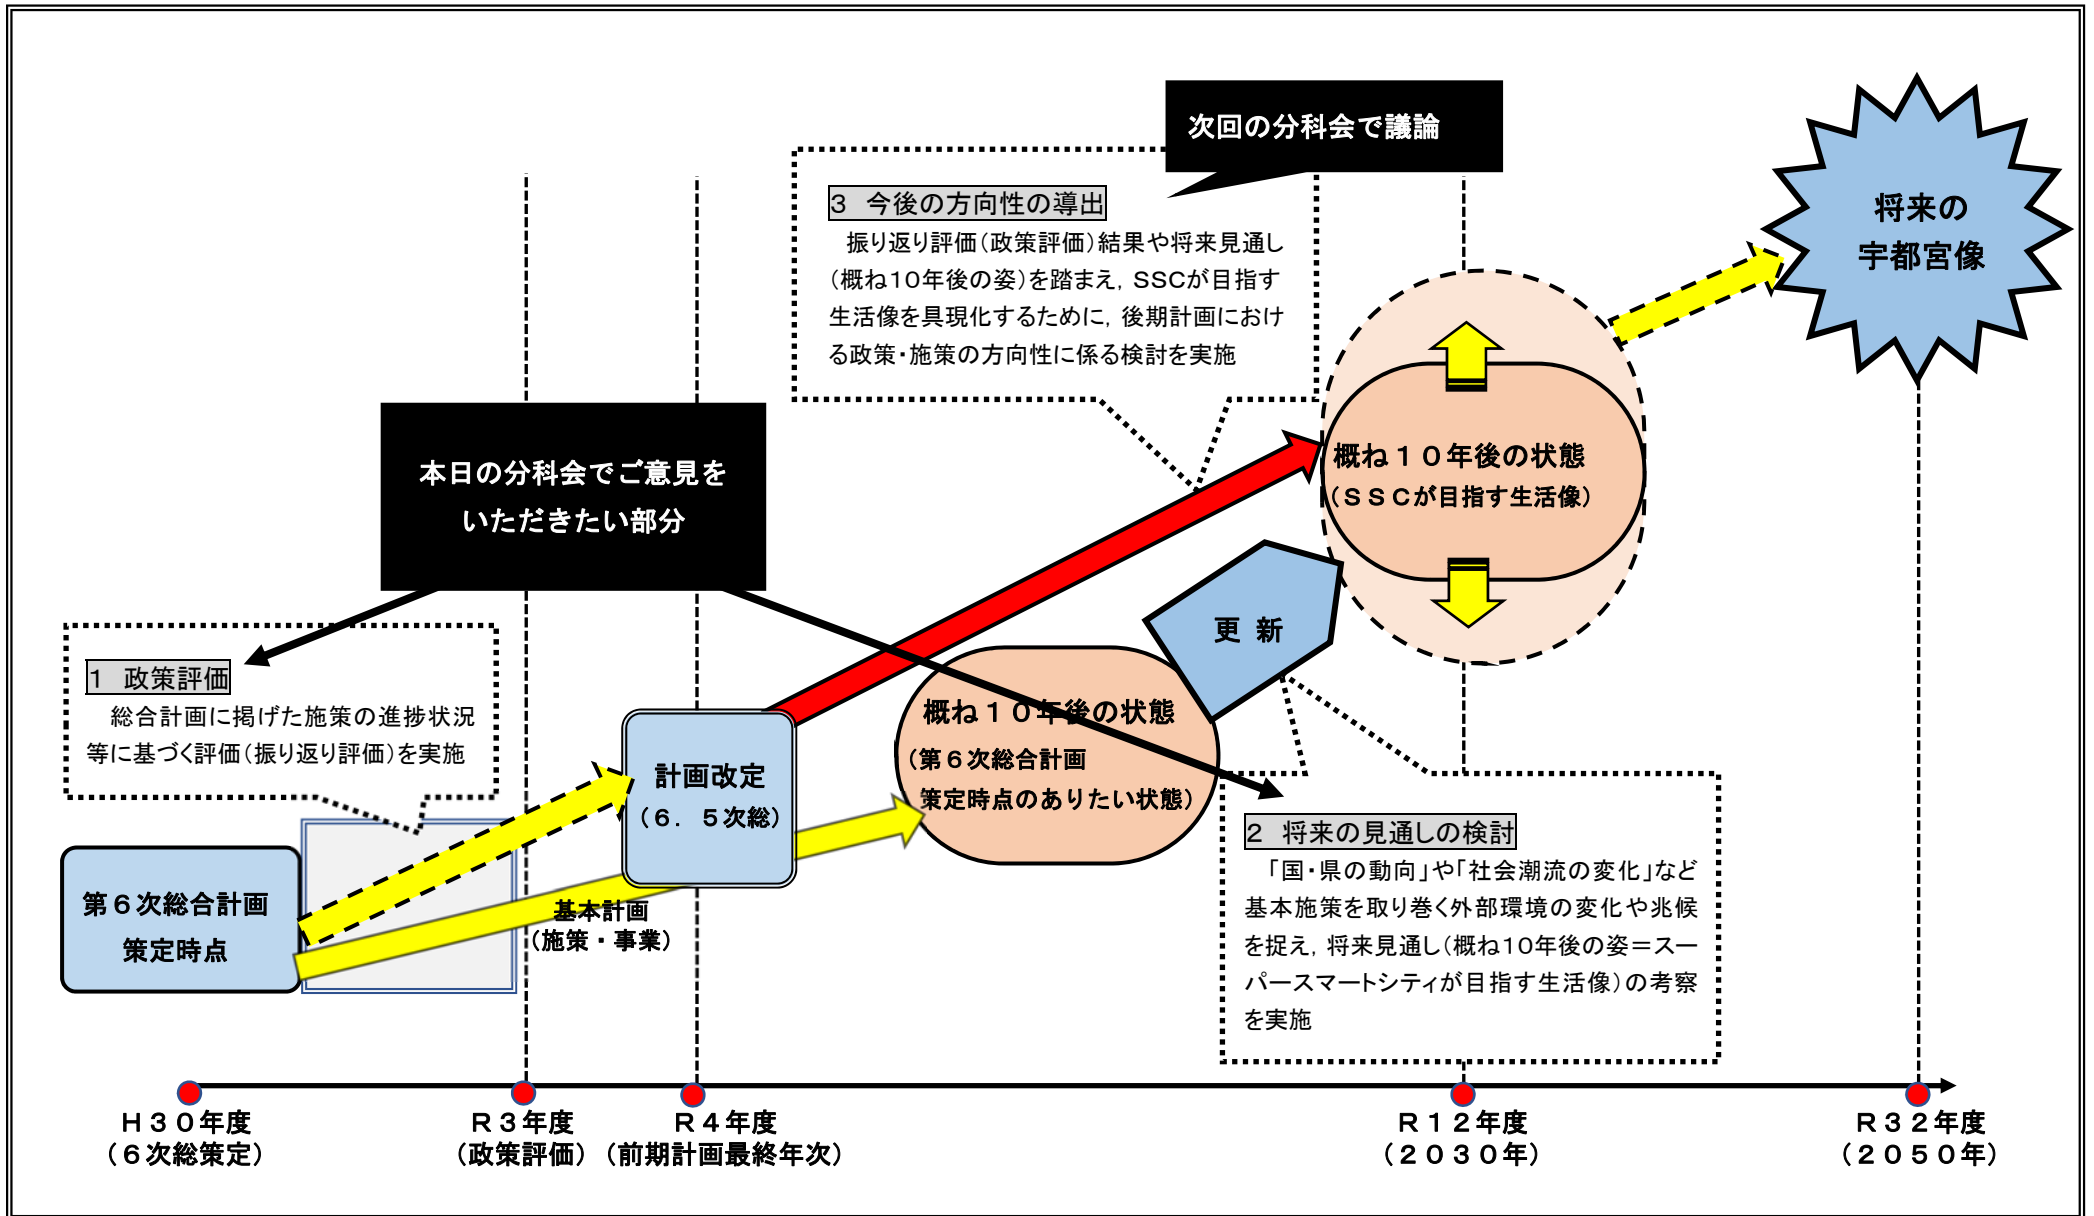 次回の分科会で議論
将来の
宇都宮像
3 今後の方向性の導出
振り返り評価(政策評価)結果や将来見通し
(概ね10年後の姿)を踏まえ, SSCが目指す
生活像を具現化するために, 後期計画におけ
る政策・施策の方向性に係る検討を実施
本日の分科会でご意見を
いただきたい部分
概ね10年後の状態
(SSCが目指す生活像)
更 新
1 政策評価
総合計画に掲げた施策の進捗状況
等に基づく評価(振り返り評価)を実施
計画改定
(6.5次総)
概ね10年後の状態
(第6次総合計画
策定時点のありたい状態)
2 将来の見通しの検討
「国・県の動向」や「社会潮流の変化」など
基本施策を取り巻く外部環境の変化や兆候
を捉え, 将来見通し(概ね10年後の姿=スー
パースマートシティが目指す生活像)の考察
を実施
第6次総合計画
策定時点
基本計画
(施策・事業)
H30年度
(6次総策定)
R3年度
(政策評価)
R4年度
(前期計画最終年次)
R12年度
(2030年)
R32年度
(2050年)